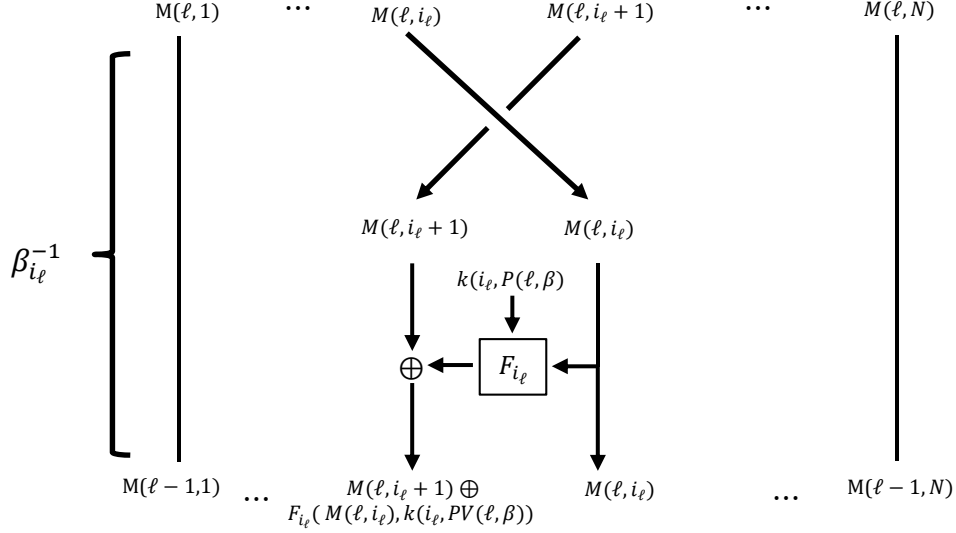 M(ℓ, 1) ... M(ℓ, i_ℓ) M(ℓ, i_ℓ + 1) ... M(ℓ, N)
M(ℓ, i_ℓ + 1) M(ℓ, i_ℓ)
β_{i_ℓ}^{-1}
k(i_ℓ, P(ℓ, β)
⊕ F_{i_ℓ}
M(ℓ − 1,1) ... M(ℓ, i_ℓ + 1) ⊕ M(ℓ, i_ℓ) ... M(ℓ − 1, N)
F_{i_ℓ}( M(ℓ, i_ℓ), k(i_ℓ, PV(ℓ, β))